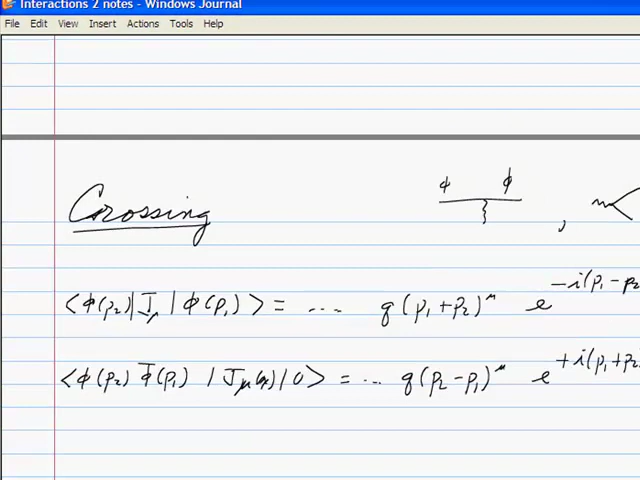 Interactions 2 notes - Windows Journal
File Edit View Insert Actions Tools Help
Crossing
ϕ ϕ ,
<ϕ(p₂)|J_μ|ϕ(p₁)> = ... q(p₁+p₂)^μ e^{-i(p₁-p₂
<ϕ(p₂) ϕ̄(p₁) |J_μ(x)|0> = ... q(p₂-p₁)^μ e^{+i(p₁+p₂